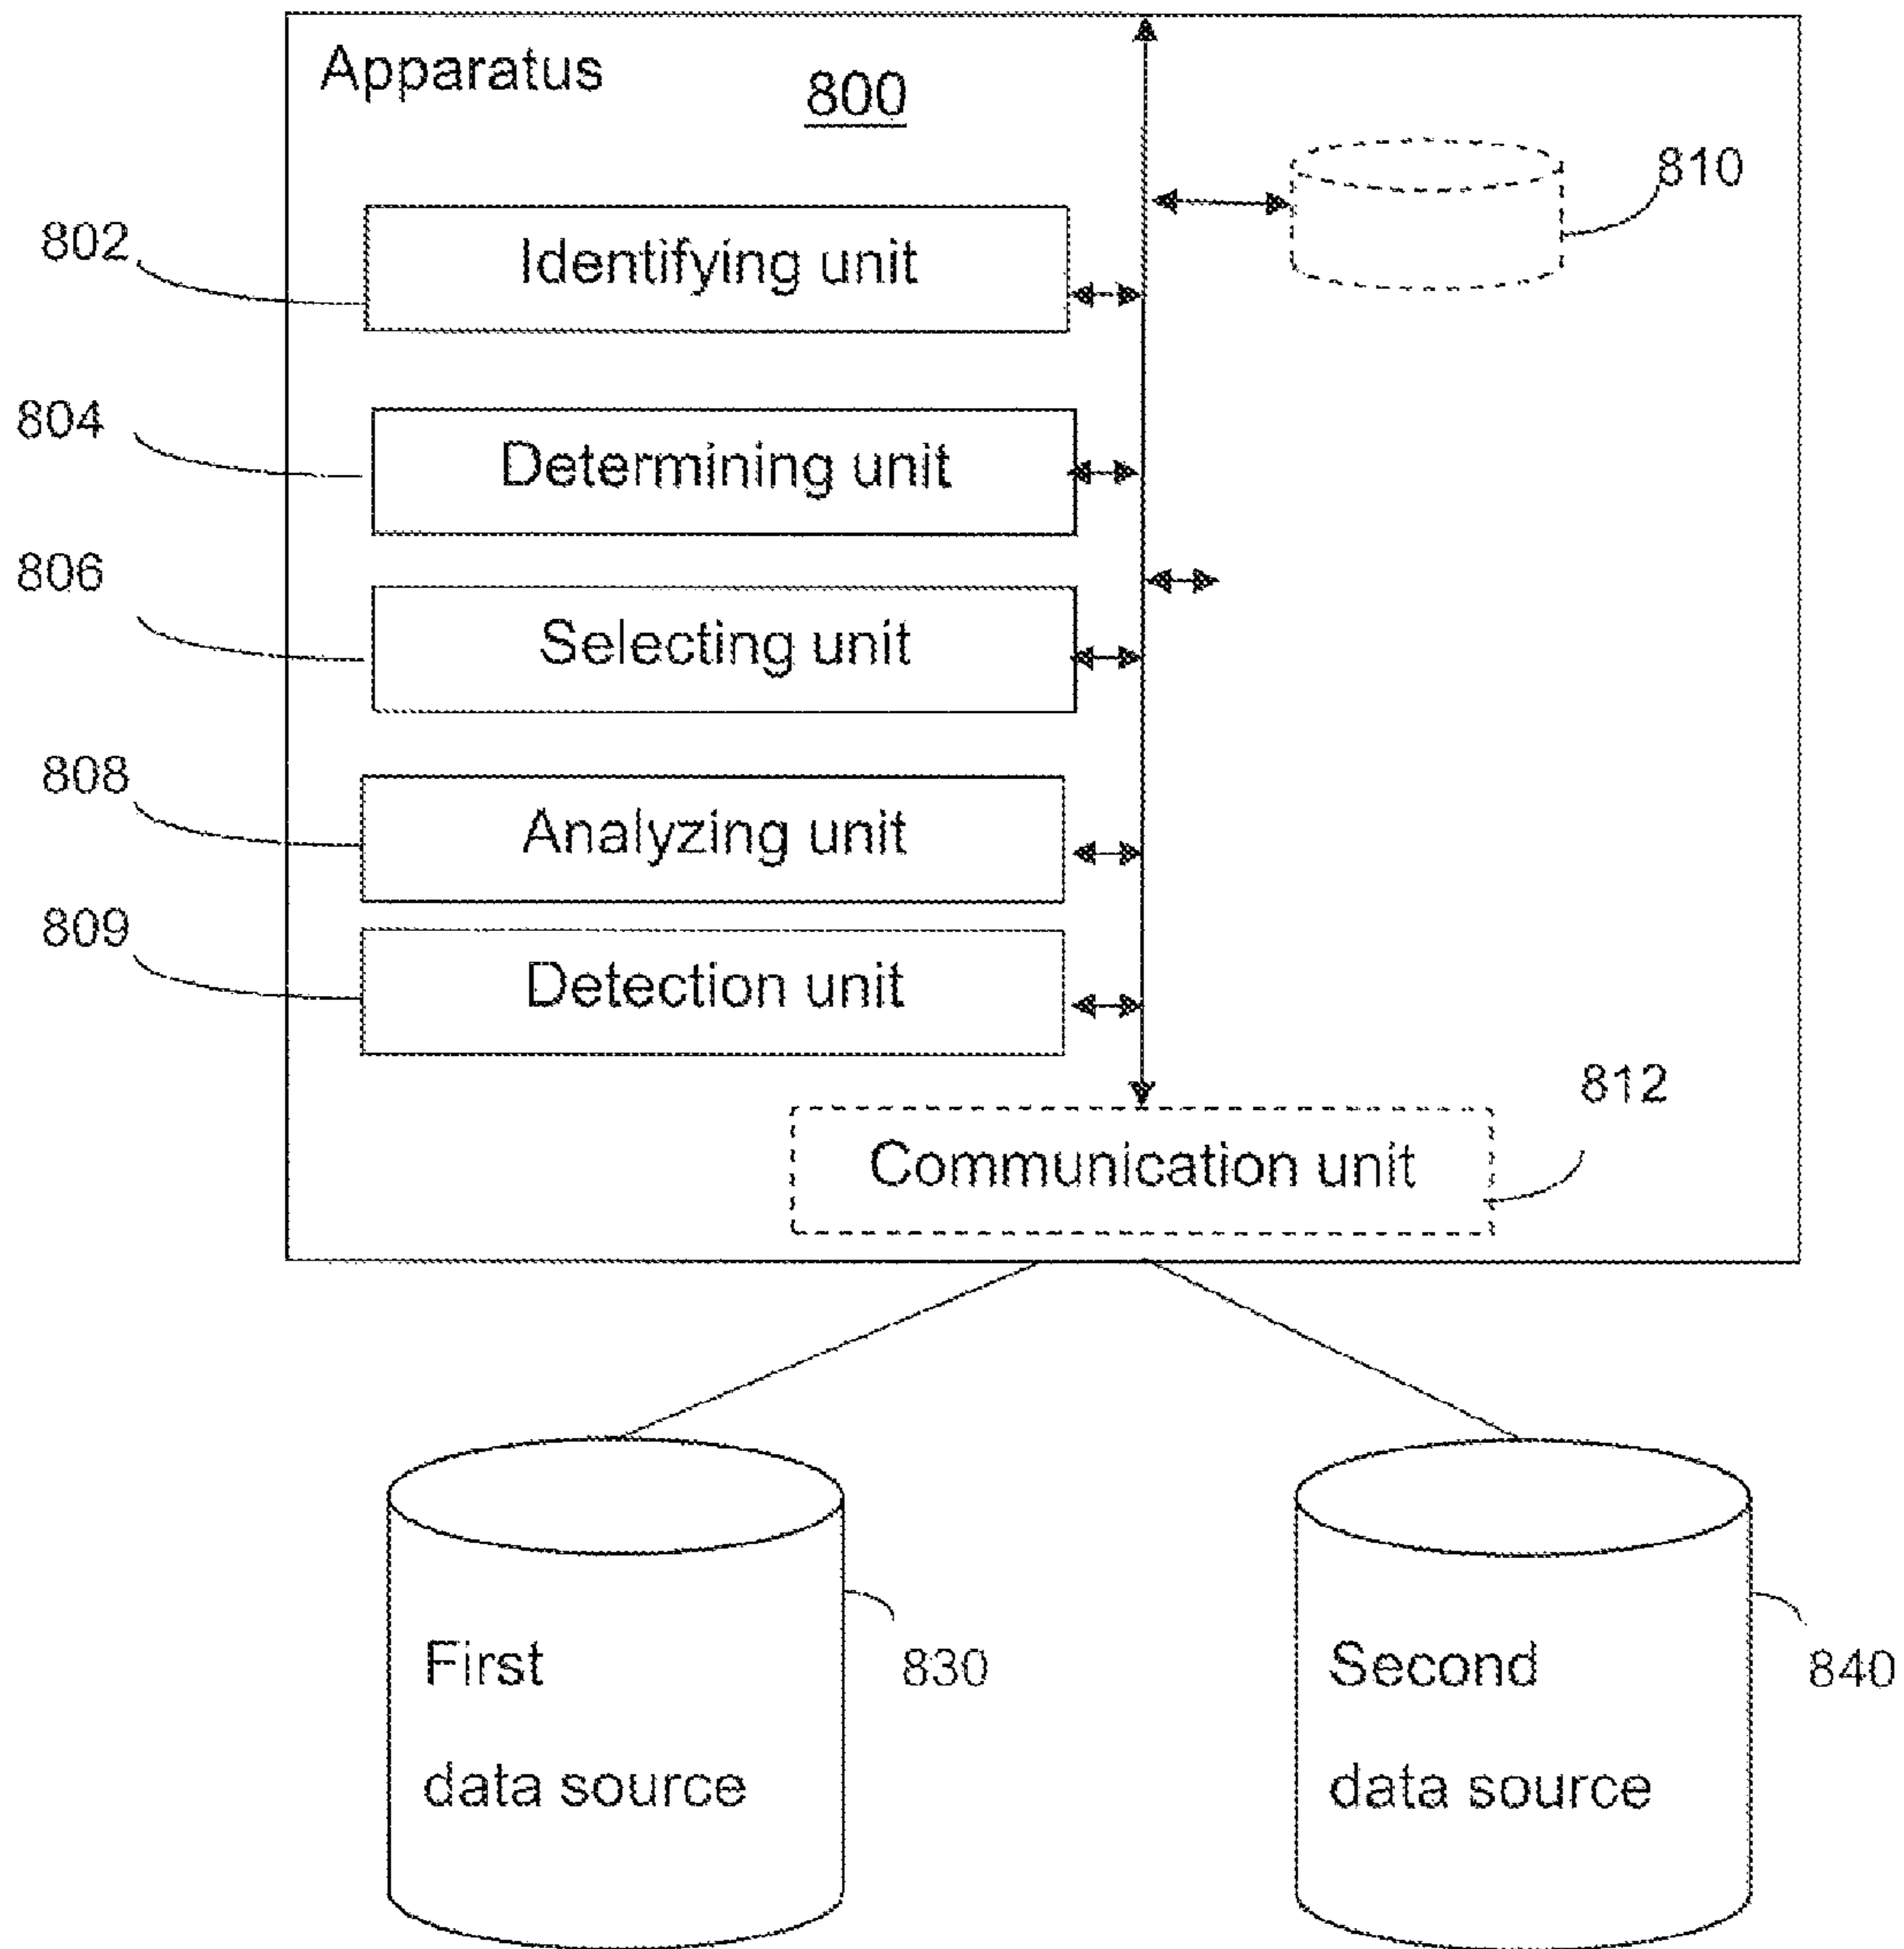 Apparatus
800
810
802
Identifying unit
804
Determining unit
806
Selecting unit
808
Analyzing unit
809
Detection unit
812
Communication unit
First
data source
830
Second
data source
840